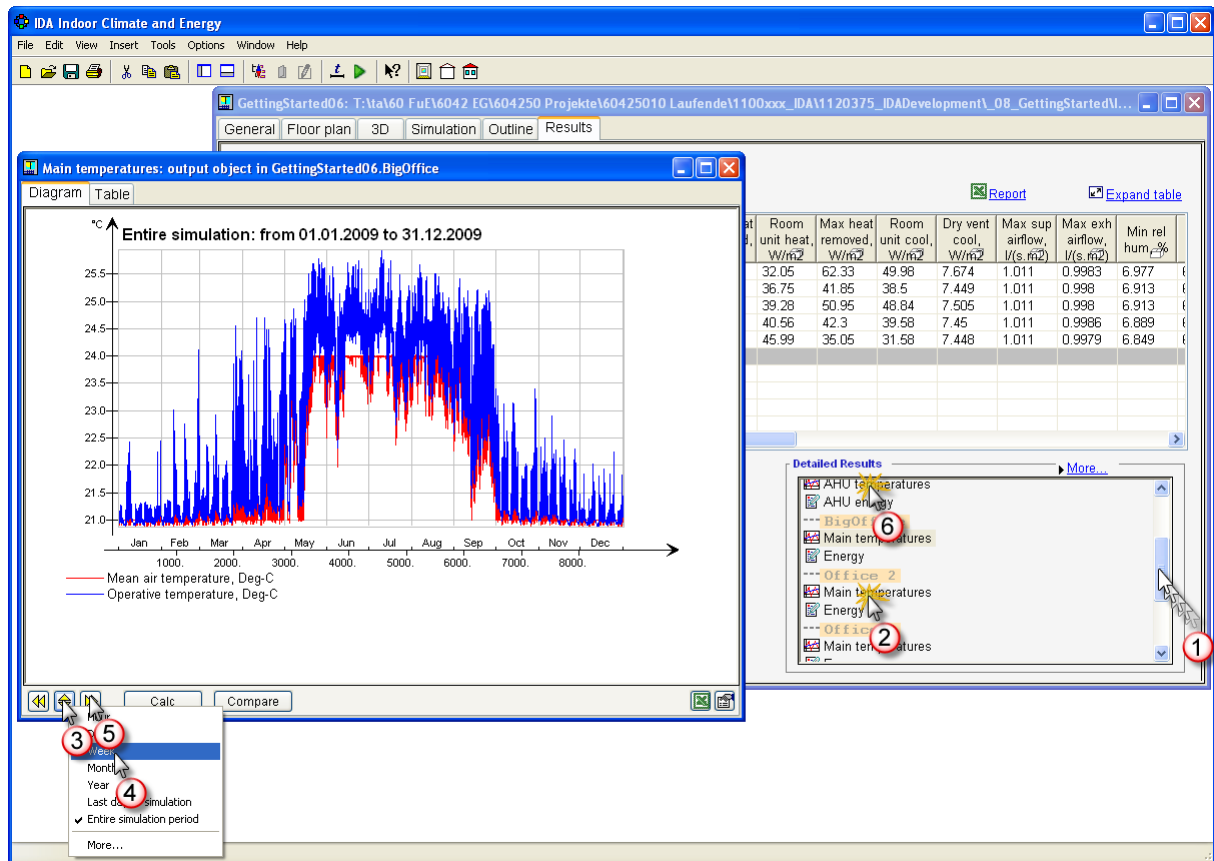 IDA Indoor Climate and Energy
File Edit View Insert Tools Options Window Help
GettingStarted06: T:\ta\60 FuE\6042 EG\604250 Projekte\60425010 Laufende\1100xxx_IDA\1120375_IDADevelopment\_08_GettingStarted\I...
General Floor plan 3D Simulation Outline Results
Main temperatures: output object in GettingStarted06.BigOffice
Diagram Table
Report Expand table
Room unit heat, W/m2
Max heat removed, W/m2
Room unit cool, W/m2
Dry vent cool, W/m2
Max sup airflow, l/(s.m2)
Max exh airflow, l/(s.m2)
Min rel hum, %
32.05 62.33 49.98 7.674 1.011 0.9983 6.977
36.75 41.85 38.5 7.449 1.011 0.998 6.913
39.28 50.95 48.84 7.505 1.011 0.998 6.913
40.56 42.3 39.58 7.45 1.011 0.9986 6.889
45.99 35.05 31.58 7.448 1.011 0.9979 6.849
°C
Entire simulation: from 01.01.2009 to 31.12.2009
25.5
25.0
24.5
24.0
23.5
23.0
22.5
22.0
21.5
21.0
Jan Feb Mar Apr May Jun Jul Aug Sep Oct Nov Dec
1000. 2000. 3000. 4000. 5000. 6000. 7000. 8000.
Mean air temperature, Deg-C
Operative temperature, Deg-C
Detailed Results
More...
AHU temperatures
AHU energy
6
Main temperatures
Energy
Office 2
Main temperatures
Energy
2
Main temperatures
1
Calc Compare
3
5
Week
Month
4
Year
Last simulation
Entire simulation period
More...